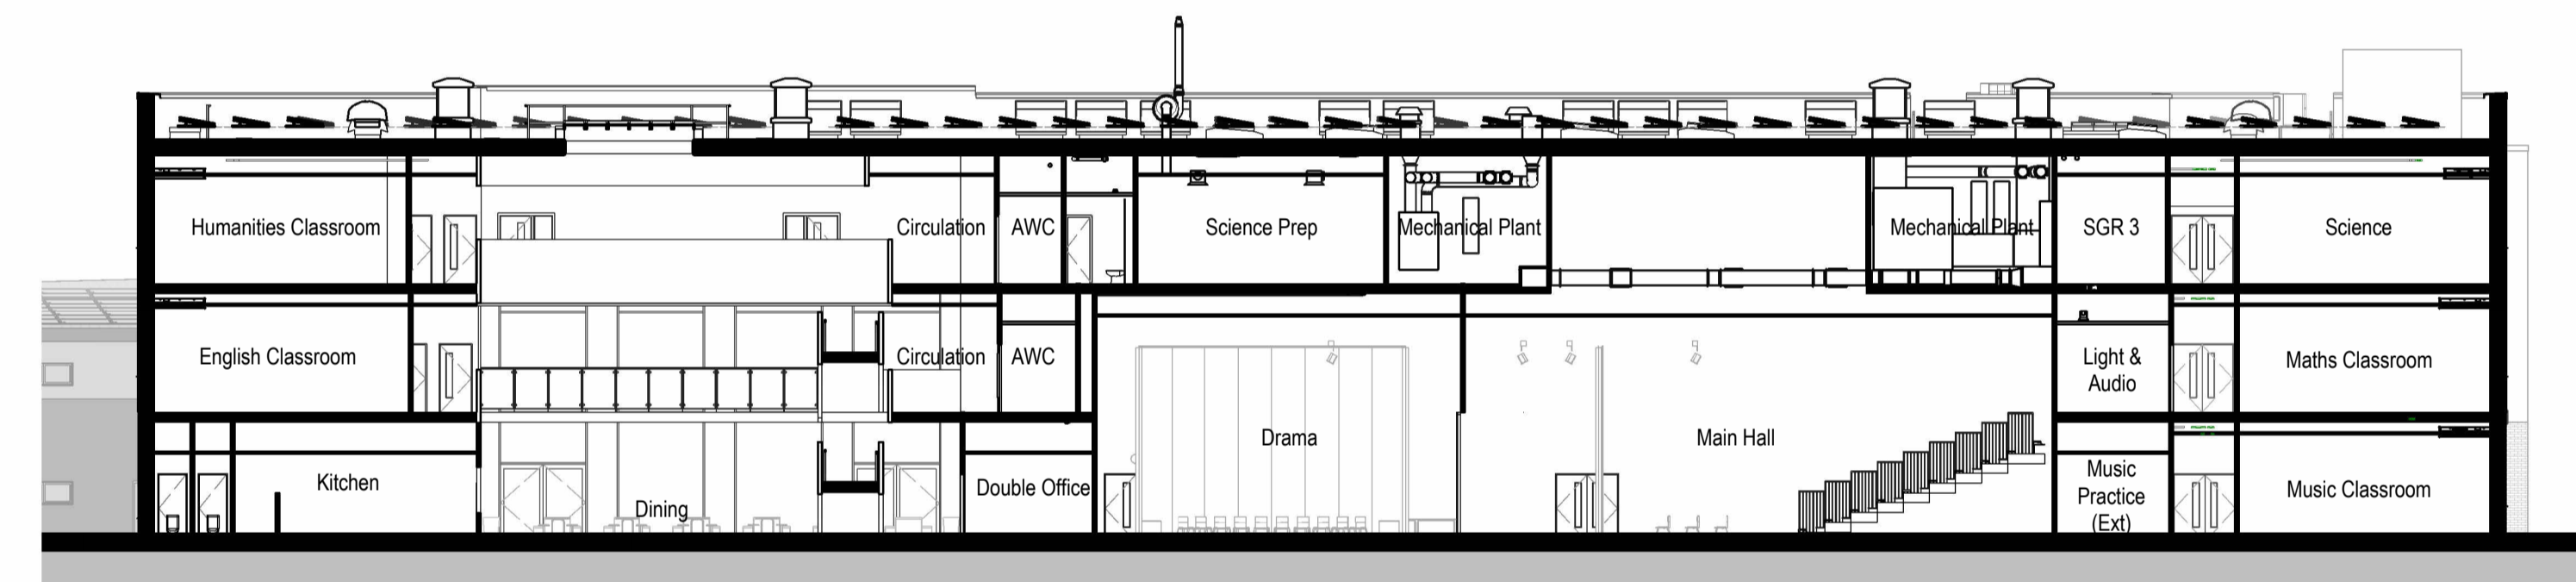 Humanities Classroom
Circulation
AWC
Science Prep
Mechanical Plant
Mechanical Plant
SGR 3
Science
English Classroom
Circulation
AWC
Light &
Audio
Maths Classroom
Kitchen
Dining
Double Office
Drama
Main Hall
Music
Practice
(Ext)
Music Classroom